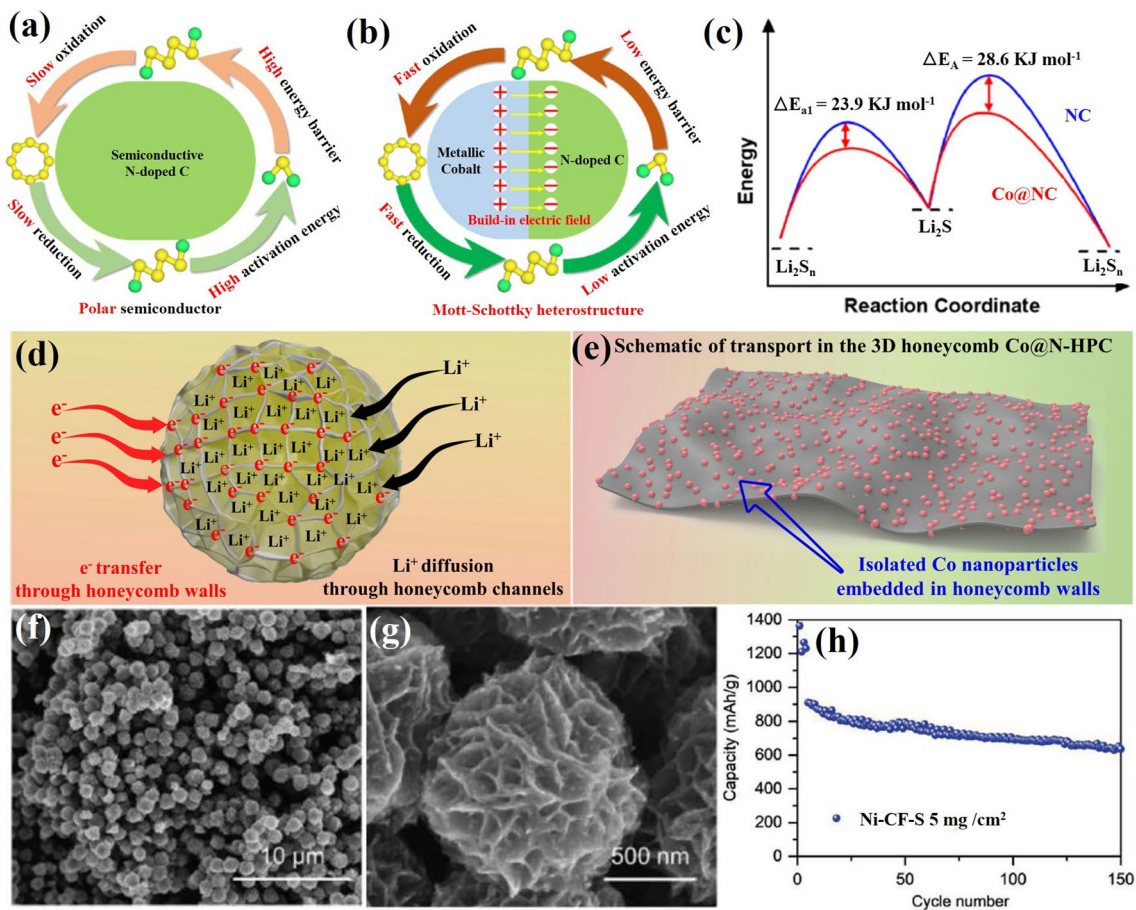 (a)
Slow oxidation
High energy barrier
Semiconductive
N-doped C
Slow reduction
High activation energy
Polar semiconductor
(b)
Fast oxidation
Low energy barrier
Metallic
Cobalt
N-doped C
Build-in electric field
Fast reduction
Low activation energy
Mott-Schottky heterostructure
(c)
△E_A = 28.6 KJ mol⁻¹
△E_a1 = 23.9 KJ mol⁻¹
NC
Co@NC
Li₂S
Li₂Sₙ
Li₂Sₙ
Energy
Reaction Coordinate
(d)
e⁻
e⁻
e⁻
Li⁺
Li⁺
Li⁺
e⁻ transfer
through honeycomb walls
Li⁺ diffusion
through honeycomb channels
(e) Schematic of transport in the 3D honeycomb Co@N-HPC
Isolated Co nanoparticles
embedded in honeycomb walls
(f)
10 µm
(g)
500 nm
(h)
Capacity (mAh/g)
1400
1200
1000
800
600
400
200
0
Ni-CF-S 5 mg /cm²
0 50 100 150
Cycle number